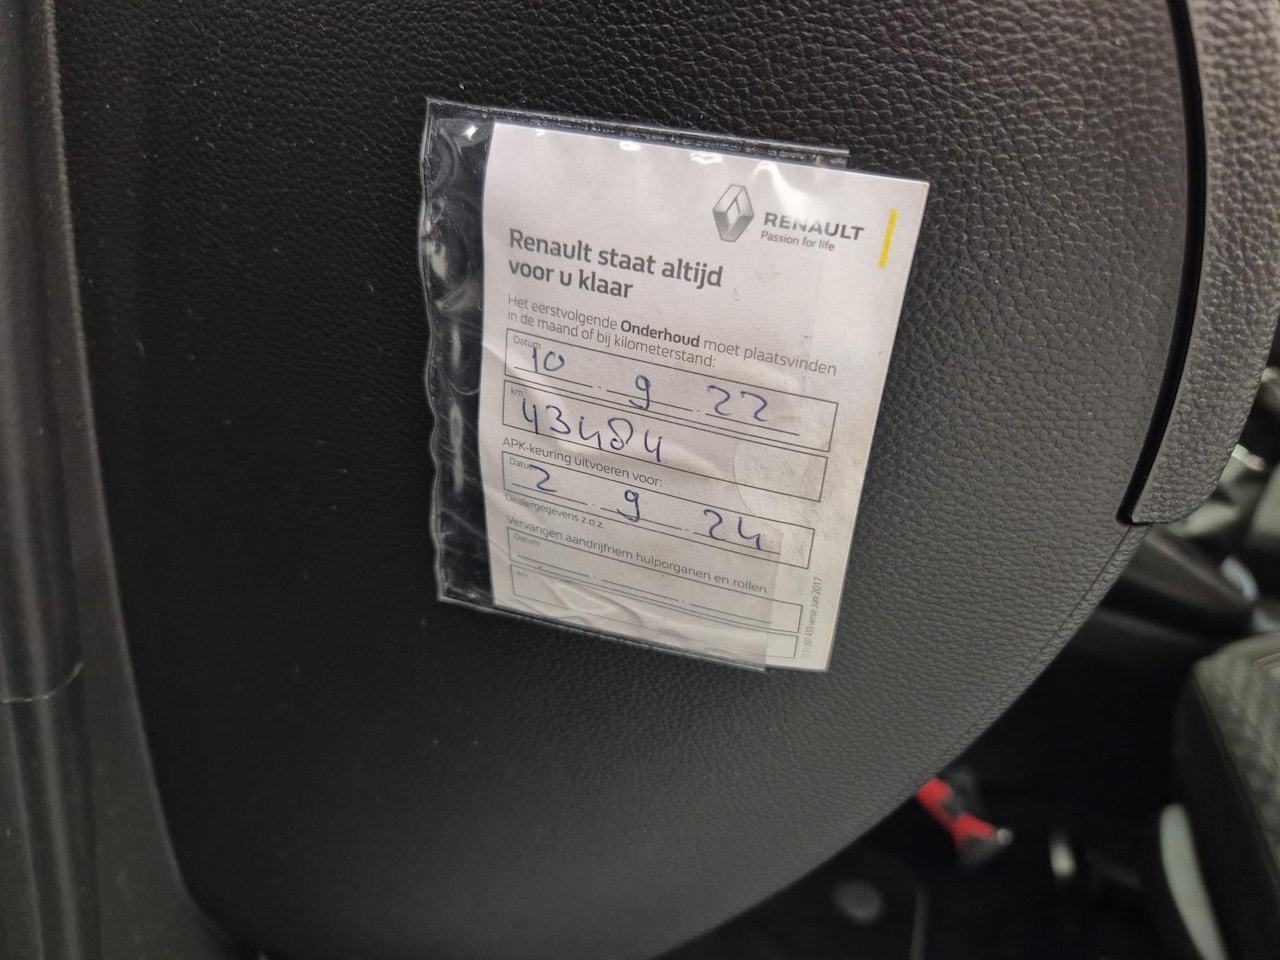 RENAULT
Passion for life
Renault staat altijd
voor u klaar
Het eerstvolgende Onderhoud moet plaatsvinden
in de maand of bij kilometerstand:
Datum
10 9 22
km
43484
APK-keuring uitvoeren voor:
Datum
2 9 24
Dealergegevens z.o.z.
Vervangen aandrijfriem hulporganen en rollen
Datum
km